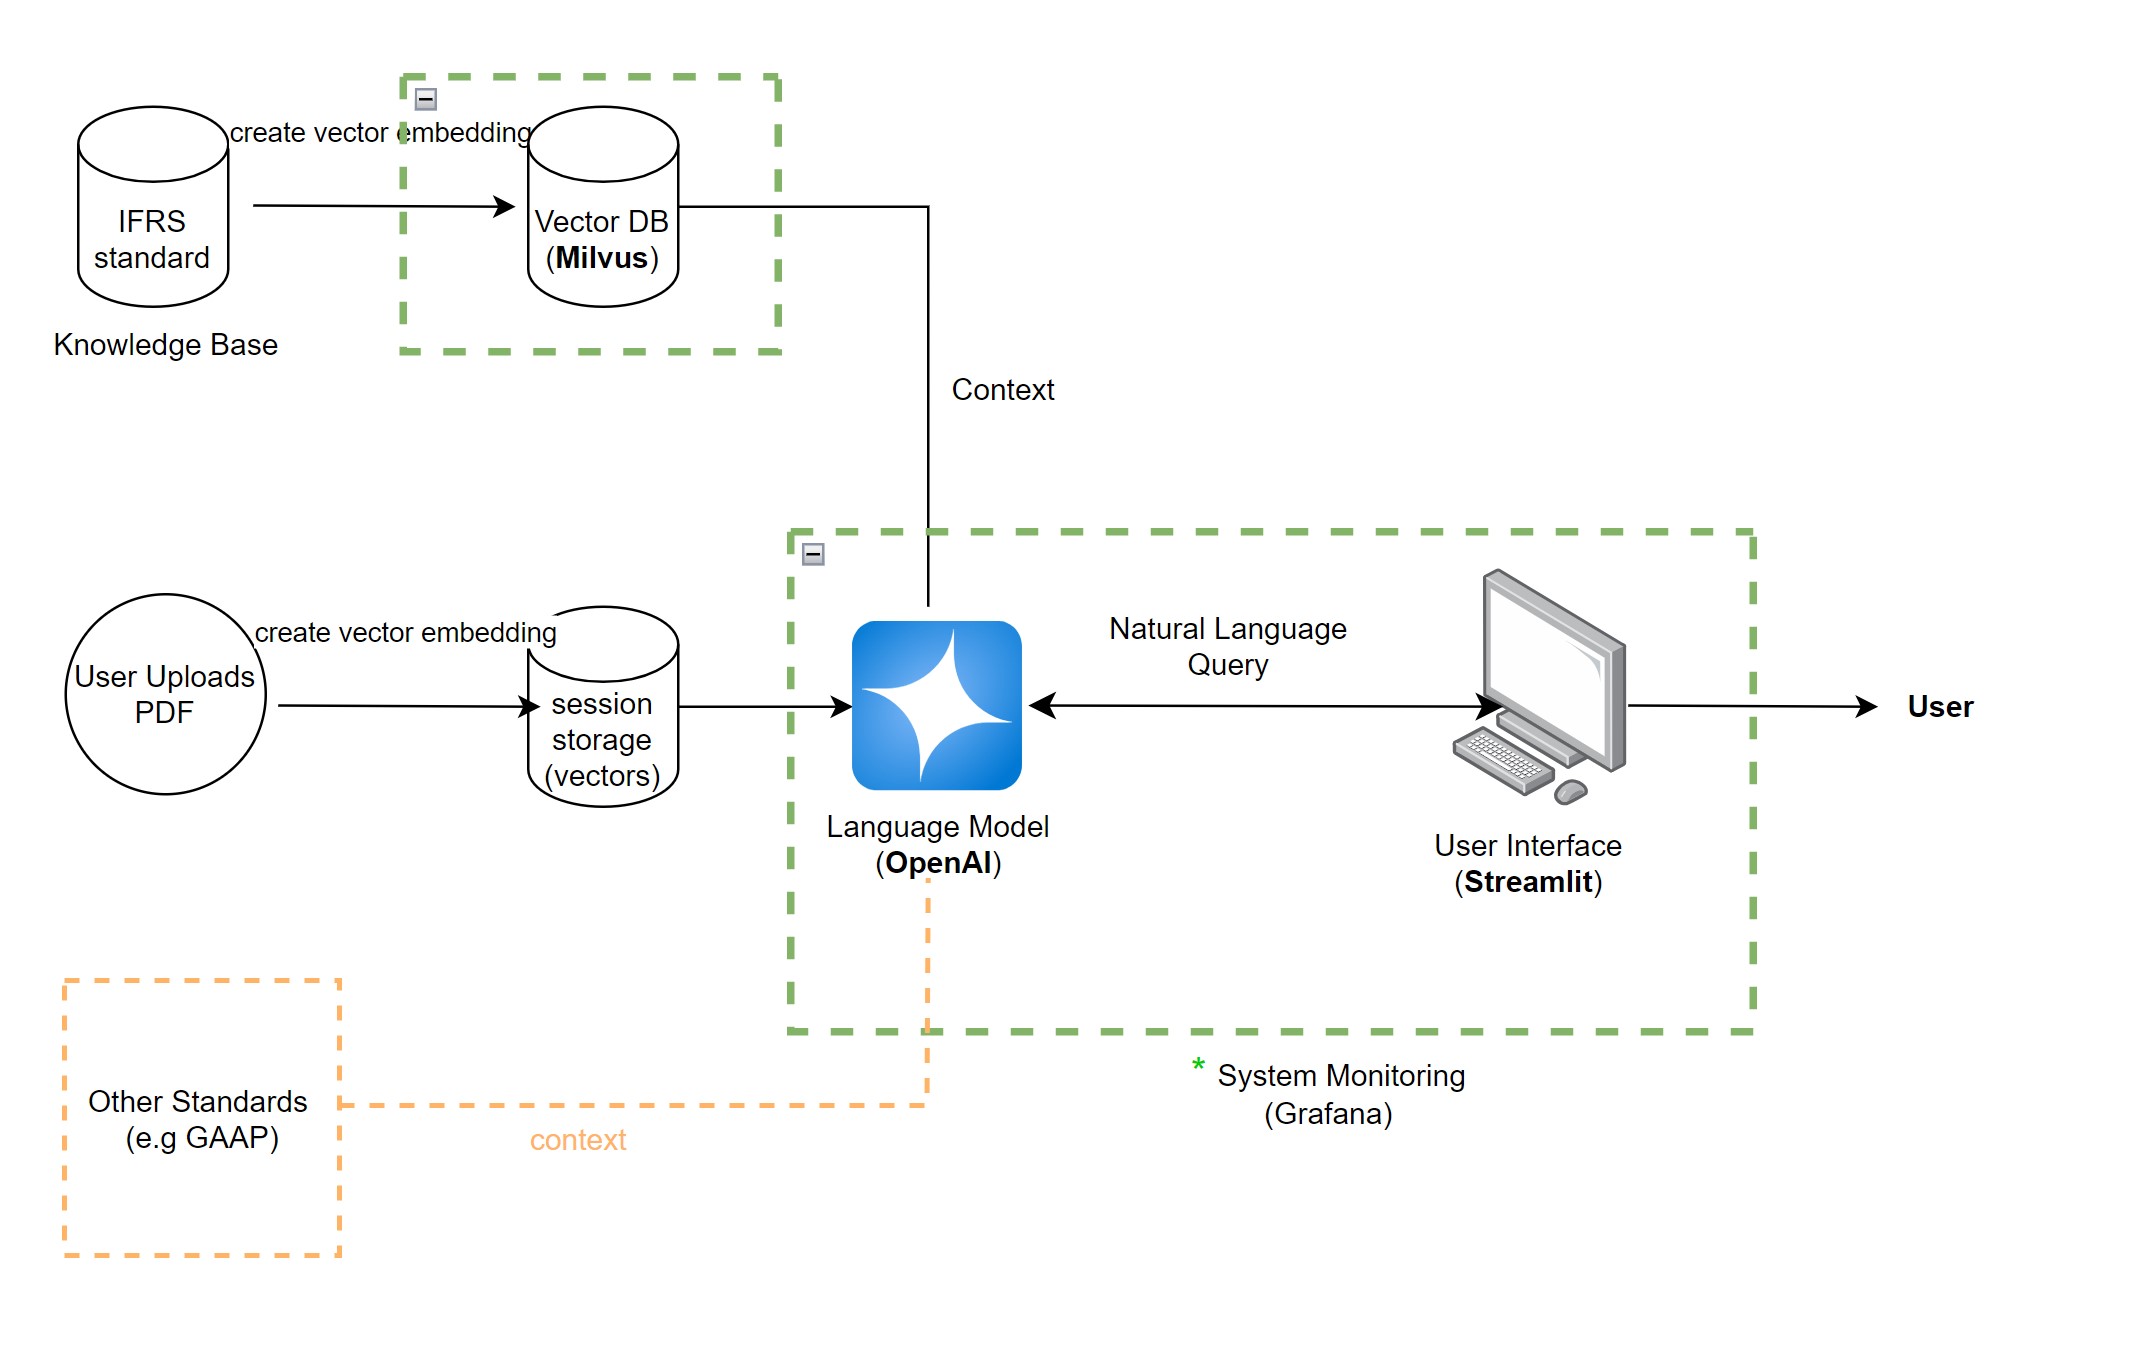 create vector embedding
IFRS
standard
Vector DB
(Milvus)
Knowledge Base
Context
create vector embedding
User Uploads
PDF
session
storage
(vectors)
Natural Language
Query
User
Language Model
(OpenAI)
User Interface
(Streamlit)
* System Monitoring
(Grafana)
Other Standards
(e.g GAAP)
context